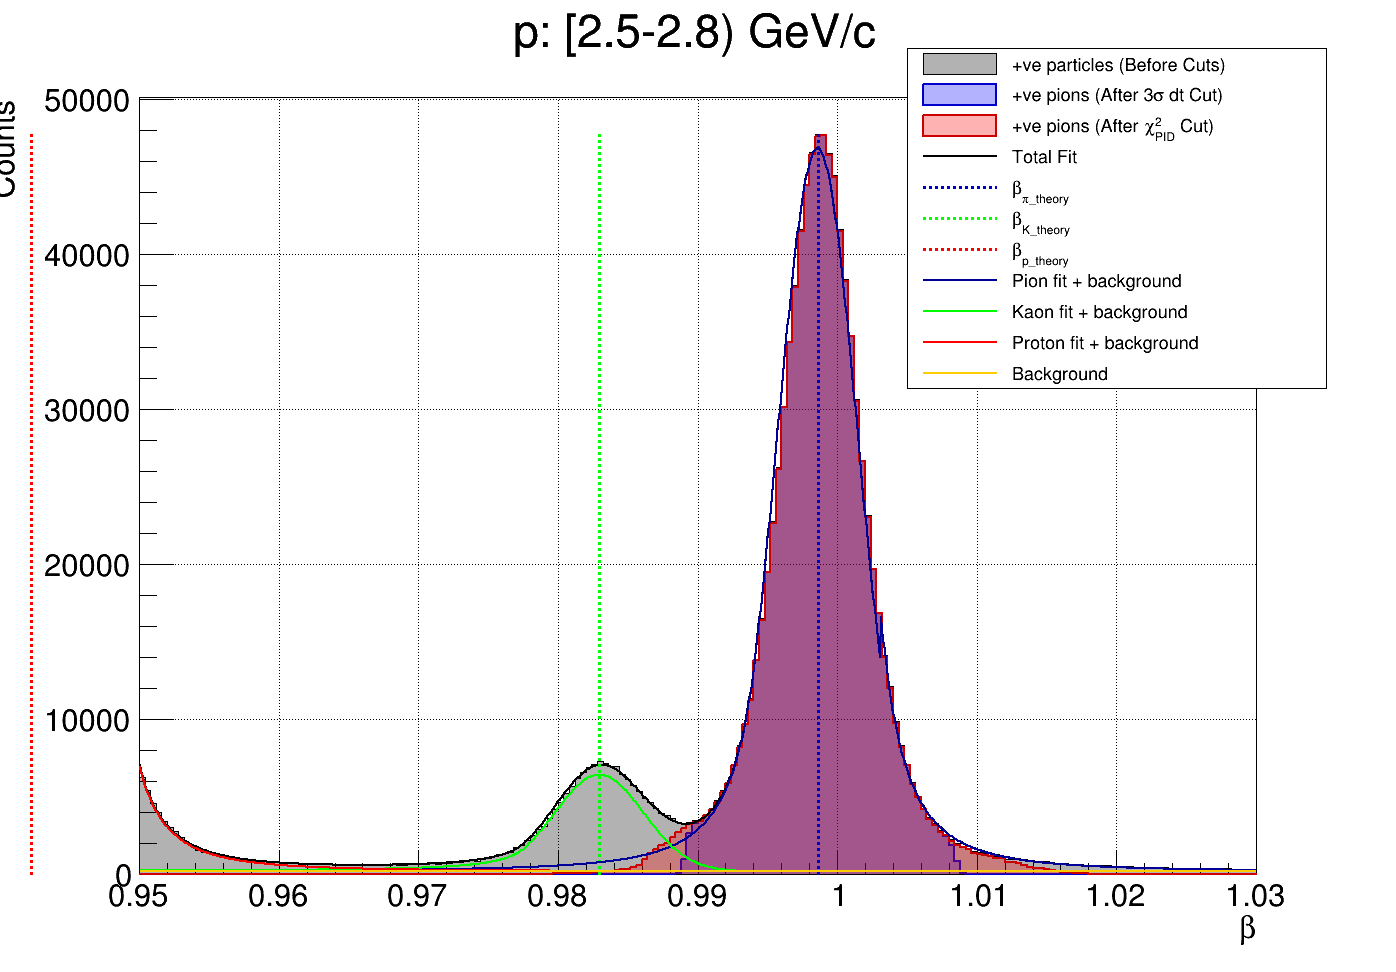 p: [2.5-2.8) GeV/c
+ve particles (Before Cuts)
+ve pions (After 3σ dt Cut)
+ve pions (After χ²PID Cut)
Total Fit
βπ_theory
βK_theory
βp_theory
Pion fit + background
Kaon fit + background
Proton fit + background
Background
Counts
50000
40000
30000
20000
10000
0
0.95 0.96 0.97 0.98 0.99 1 1.01 1.02 1.03
β